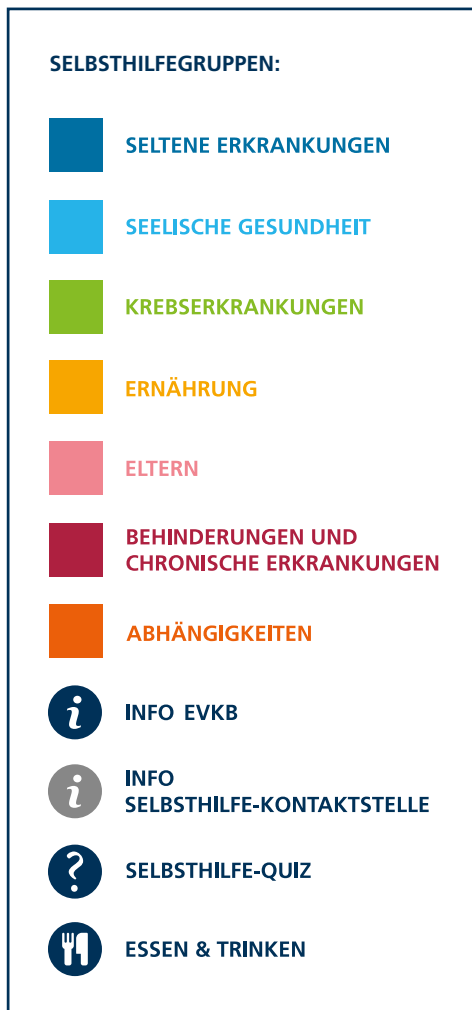 SELBSTHILFEGRUPPEN:
SELTENE ERKRANKUNGEN
SEELISCHE GESUNDHEIT
KREBSERKRANKUNGEN
ERNÄHRUNG
ELTERN
BEHINDERUNGEN UND
CHRONISCHE ERKRANKUNGEN
ABHÄNGIGKEITEN
i INFO EVKB
i INFO
SELBSTHILFE-KONTAKTSTELLE
? SELBSTHILFE-QUIZ
ESSEN & TRINKEN